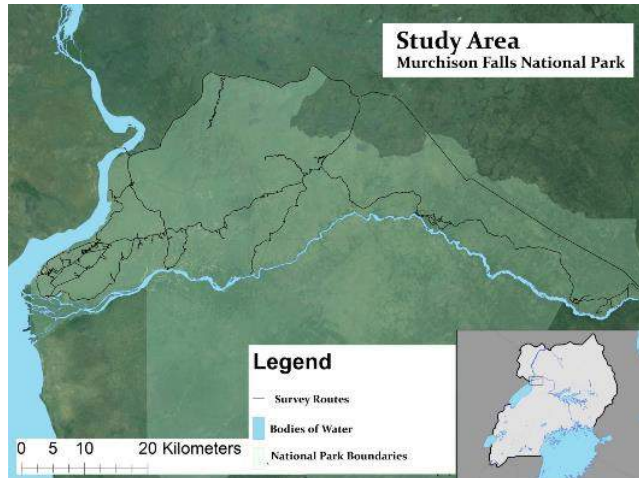 Study Area
Murchison Falls National Park
Legend
Survey Routes
Bodies of Water
National Park Boundaries
0 5 10 20 Kilometers